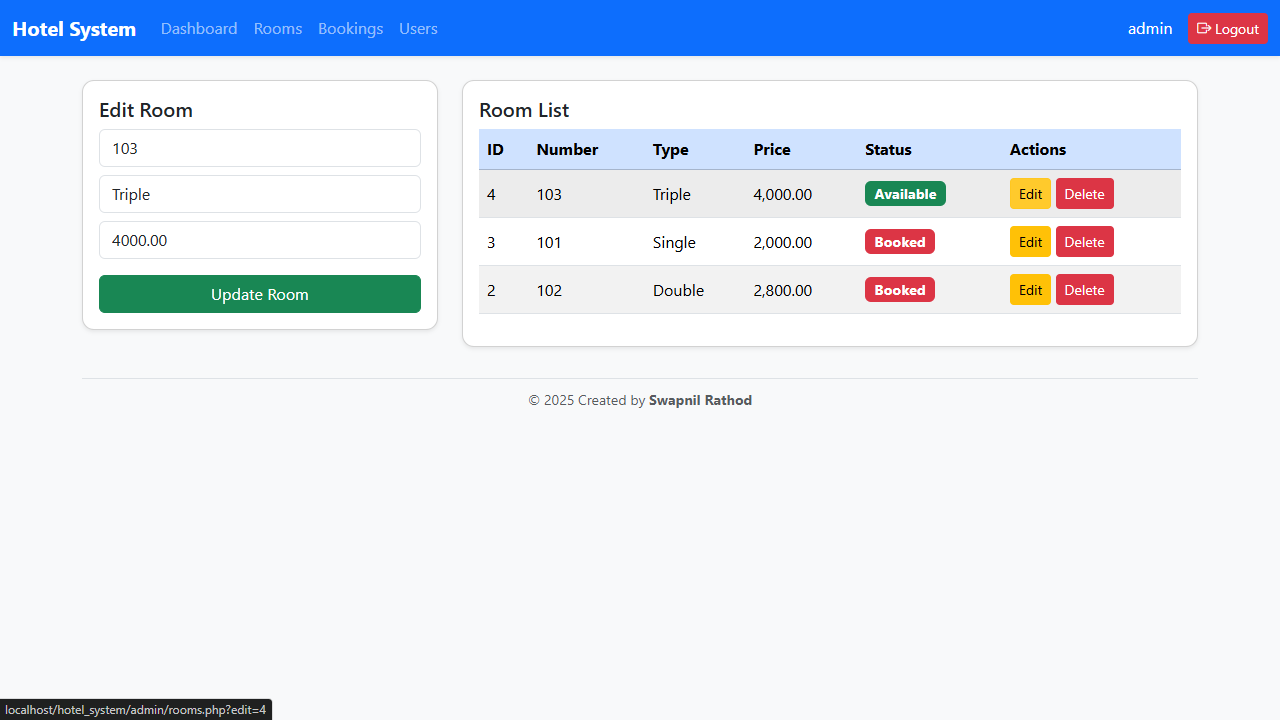 Hotel System Dashboard Rooms Bookings Users admin Logout
Edit Room
103
Triple
4000.00
Update Room
Room List
ID Number Type Price Status Actions
4 103 Triple 4,000.00 Available Edit Delete
3 101 Single 2,000.00 Booked Edit Delete
2 102 Double 2,800.00 Booked Edit Delete
© 2025 Created by Swapnil Rathod
localhost/hotel_system/admin/rooms.php?edit=4